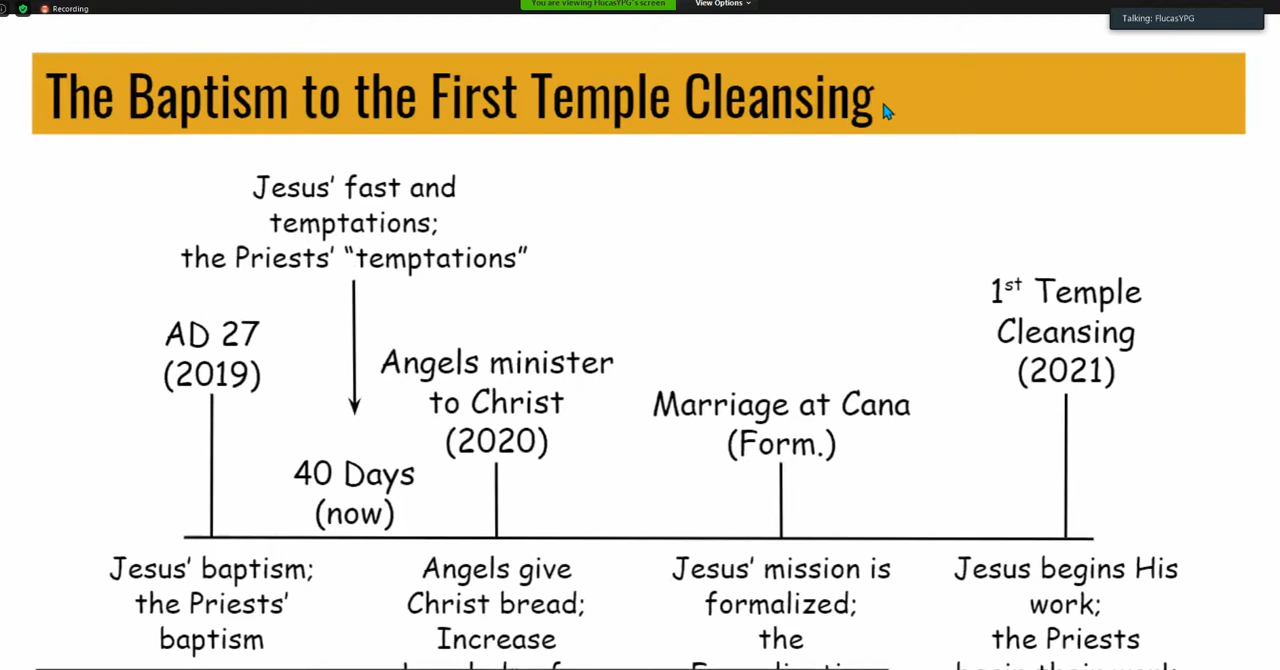 Recording
You are viewing FlucasYPG's screen
View Options
Talking: FlucasYPG
The Baptism to the First Temple Cleansing
Jesus' fast and
temptations;
the Priests' "temptations"
AD 27
(2019)
40 Days
(now)
Angels minister
to Christ
(2020)
Marriage at Cana
(Form.)
1st Temple
Cleansing
(2021)
Jesus' baptism;
the Priests'
baptism
Angels give
Christ bread;
Increase
Jesus' mission is
formalized;
the
Jesus begins His
work;
the Priests